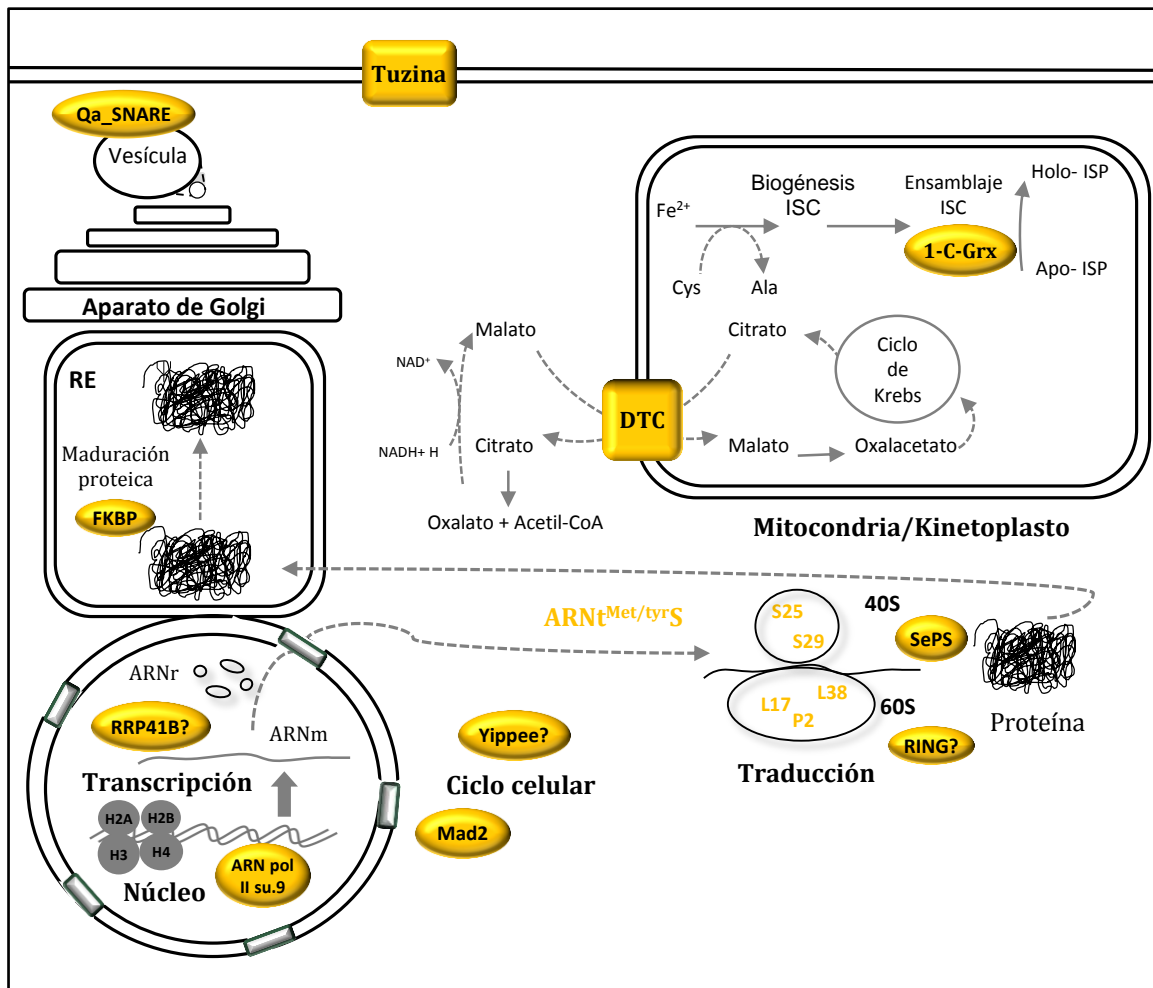 Tuzina
Qa_SNARE
Vesícula
Aparato de Golgi
RE
Maduración
proteica
FKBP
Malato
NAD⁺
NADH+ H
Citrato
Oxalato + Acetil-CoA
DTC
Fe²⁺
Biogénesis
ISC
Ensamblaje
ISC
1-C-Grx
Holo- ISP
Apo- ISP
Cys
Ala
Citrato
Ciclo
de
Krebs
Malato
Oxalacetato
Mitocondria/Kinetoplasto
ARNt^Met/tyr S
S25
S29
40S
SePS
L17
L38
P2
60S
RING?
Proteína
Traducción
ARNr
RRP41B?
ARNm
Transcripción
H2A
H2B
H3
H4
ARN pol
II su.9
Núcleo
Yippee?
Ciclo celular
Mad2